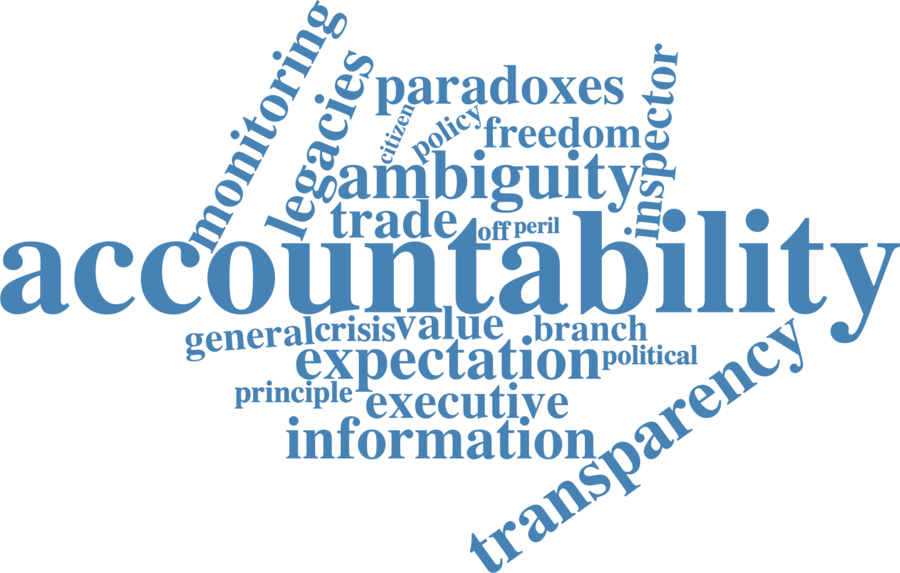 monitoring
legacies
paradoxes
citizen
policy
freedom
inspector
ambiguity
trade
off
peril
accountability
general
crisis
value
branch
expectation
political
transparency
principle
executive
information